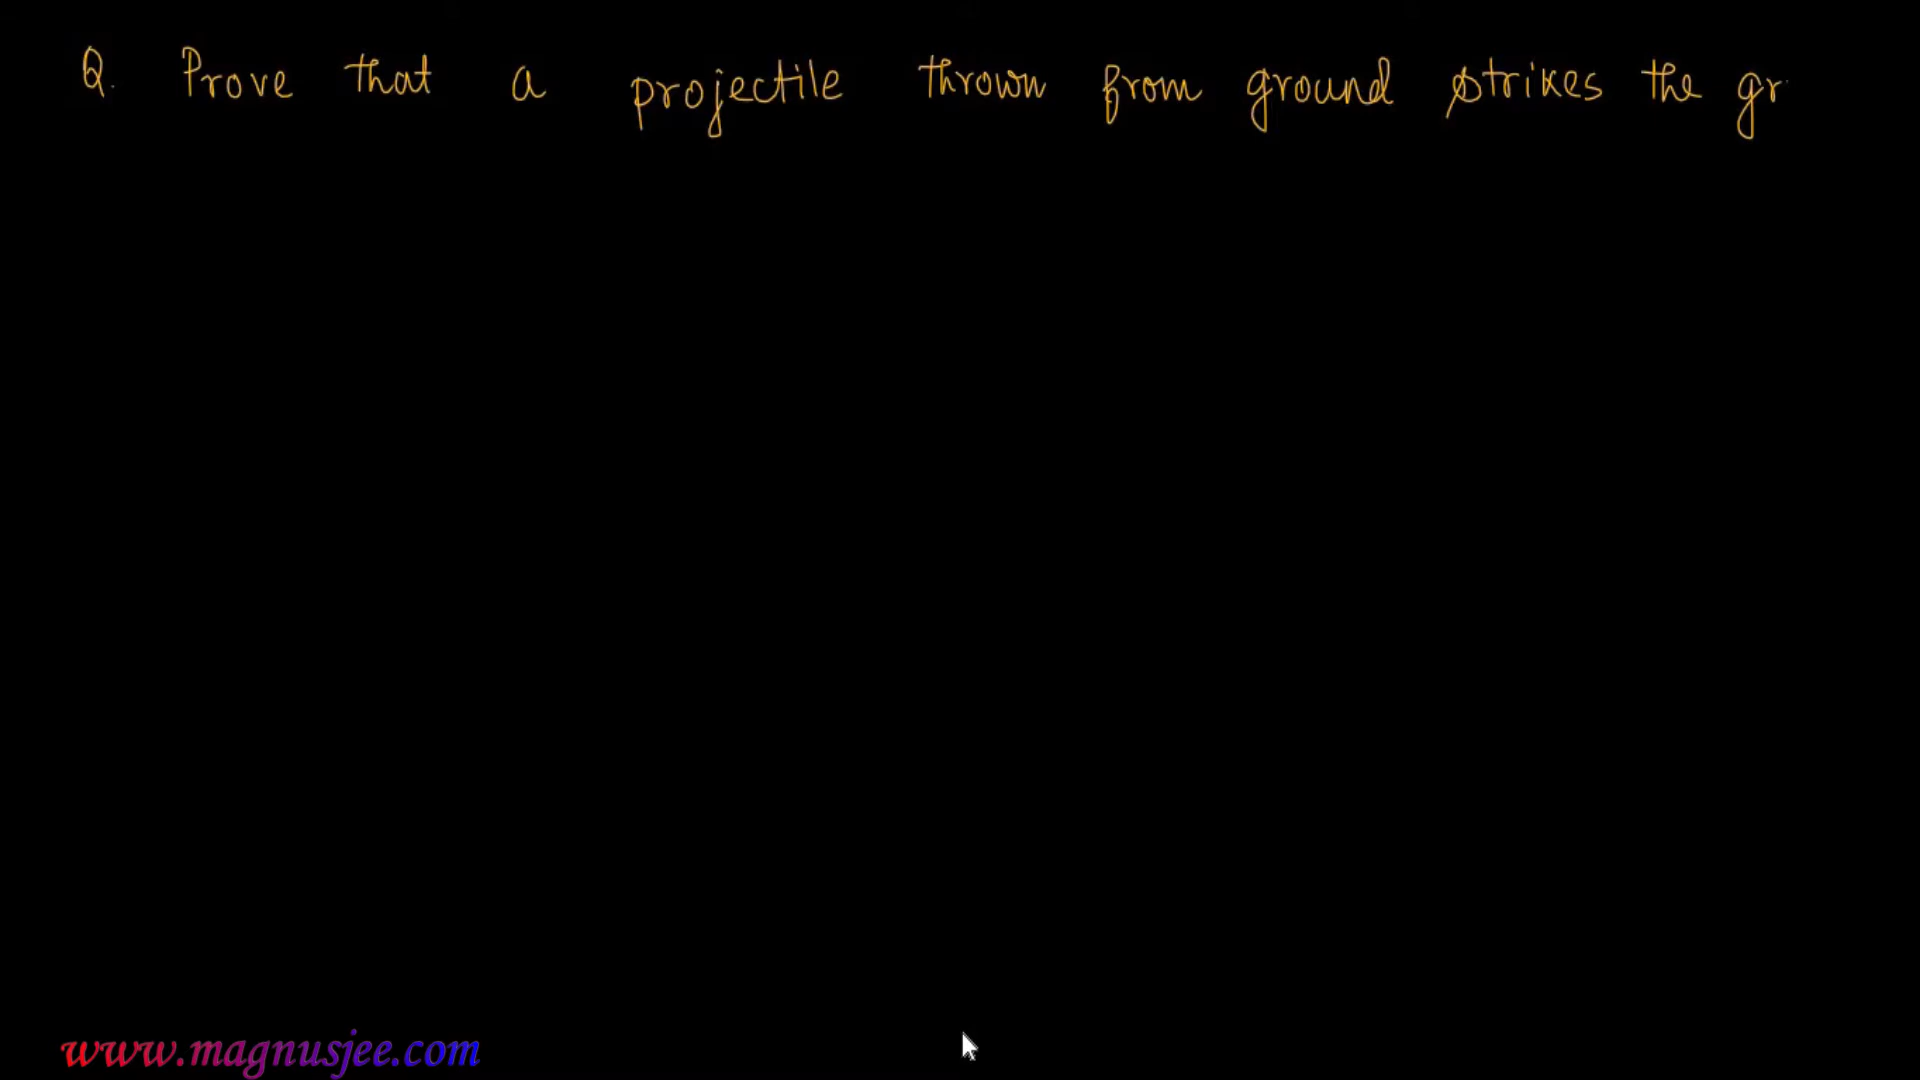 Q. Prove that a projectile thrown from ground strikes the gr
www.magnusjee.com